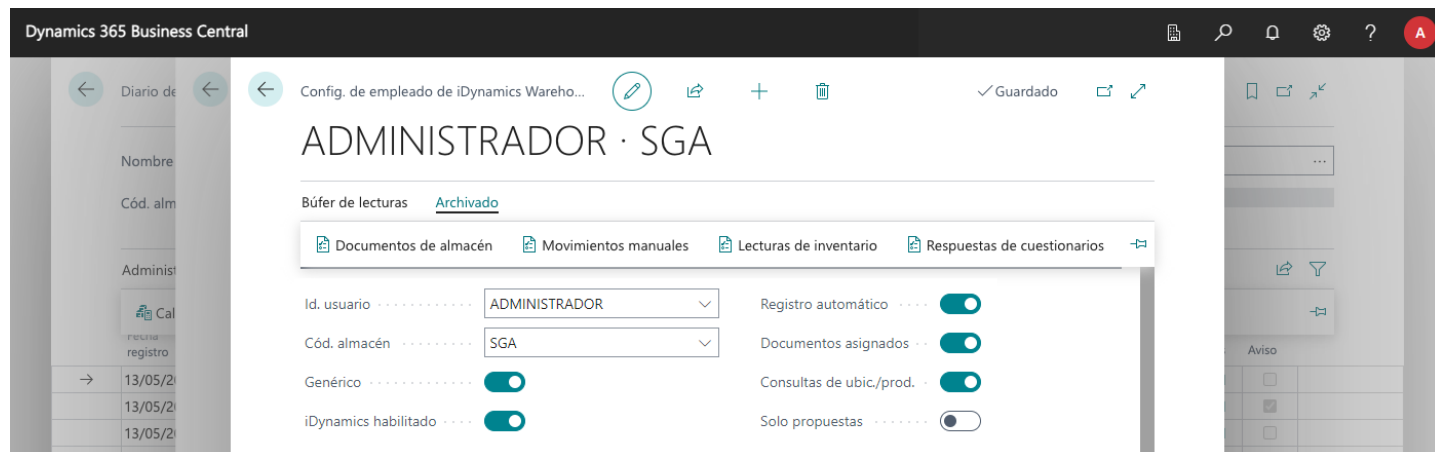 Dynamics 365 Business Central
A
Diario de
Config. de empleado de iDynamics Wareho...
Guardado
ADMINISTRADOR · SGA
Nombre
...
Búfer de lecturas Archivado
Cód. alm
Documentos de almacén Movimientos manuales Lecturas de inventario Respuestas de cuestionarios
Administ
Id. usuario ADMINISTRADOR Registro automático
Cal
Fecha
registro
Cód. almacén SGA Documentos asignados
Aviso
Genérico Consultas de ubic./prod.
13/05/2
13/05/2
iDynamics habilitado Solo propuestas
13/05/2